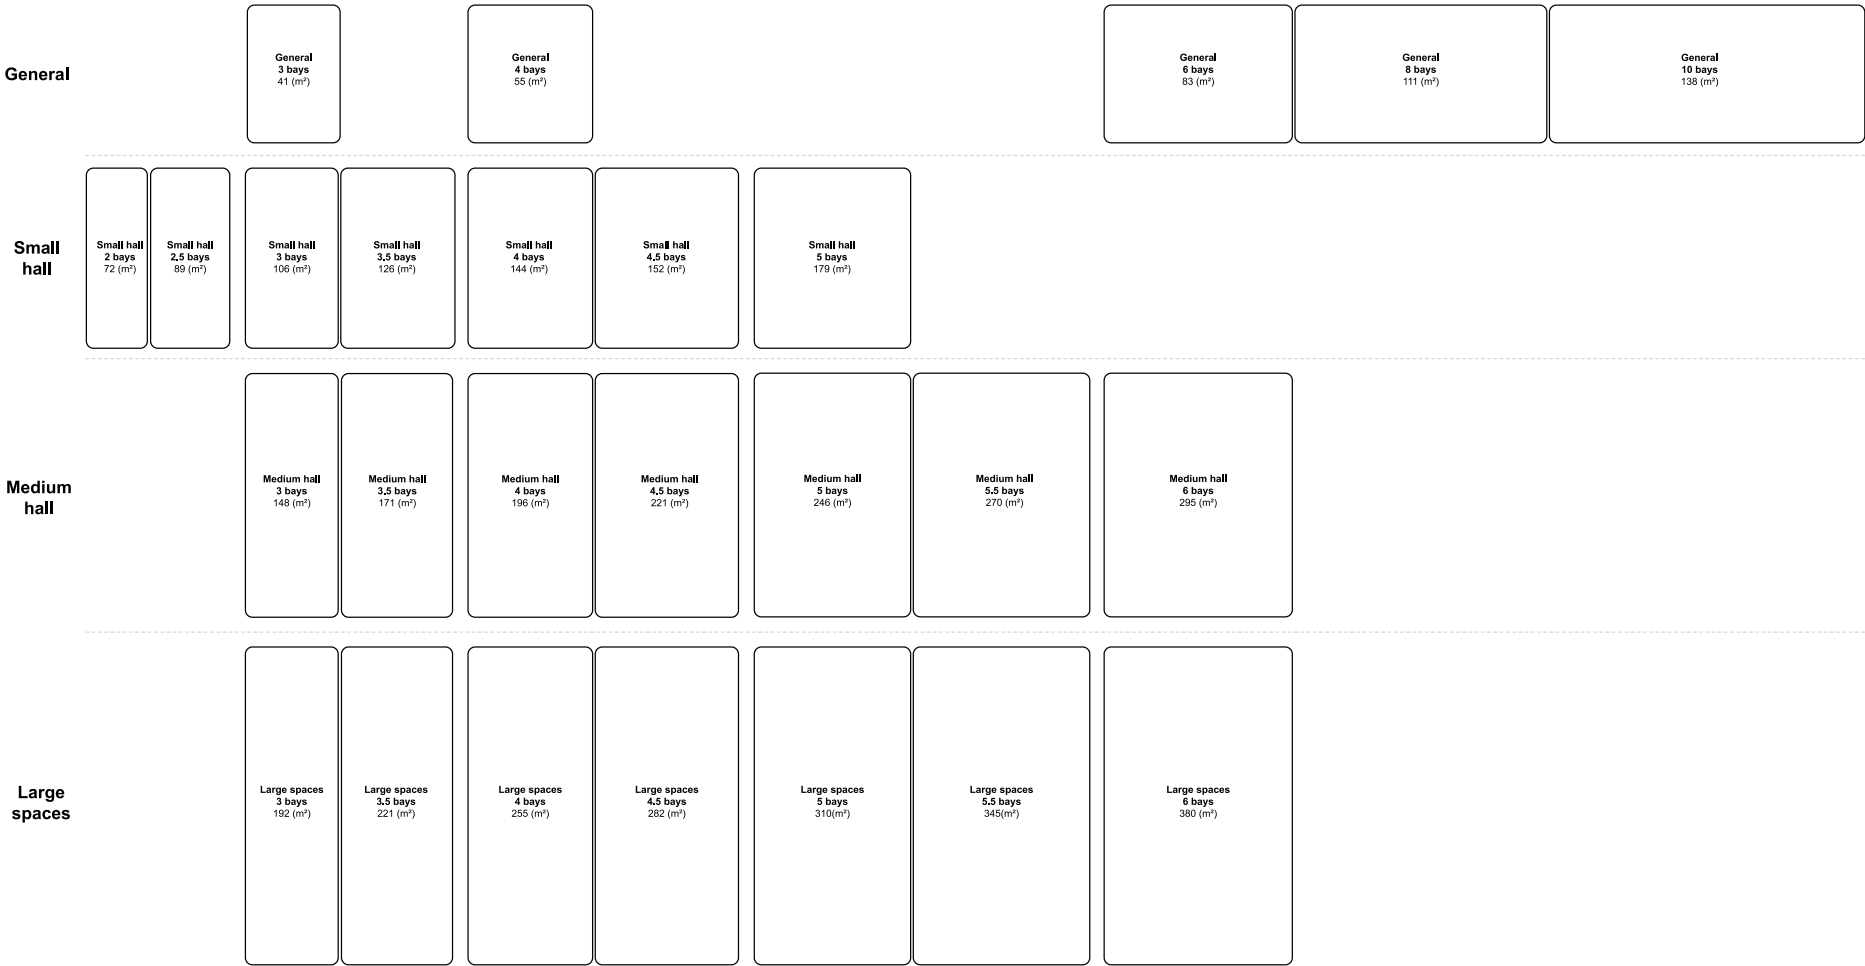 General
General
3 bays
41 (m²)
General
4 bays
55 (m²)
General
6 bays
83 (m²)
General
8 bays
111 (m²)
General
10 bays
138 (m²)
Small
hall
Small hall
2 bays
72 (m²)
Small hall
2.5 bays
89 (m²)
Small hall
3 bays
106 (m²)
Small hall
3.5 bays
126 (m²)
Small hall
4 bays
144 (m²)
Small hall
4.5 bays
152 (m²)
Small hall
5 bays
179 (m²)
Medium
hall
Medium hall
3 bays
148 (m²)
Medium hall
3.5 bays
171 (m²)
Medium hall
4 bays
196 (m²)
Medium hall
4.5 bays
221 (m²)
Medium hall
5 bays
246 (m²)
Medium hall
5.5 bays
270 (m²)
Medium hall
6 bays
295 (m²)
Large
spaces
Large spaces
3 bays
192 (m²)
Large spaces
3.5 bays
221 (m²)
Large spaces
4 bays
255 (m²)
Large spaces
4.5 bays
282 (m²)
Large spaces
5 bays
310(m²)
Large spaces
5.5 bays
345(m²)
Large spaces
6 bays
380 (m²)